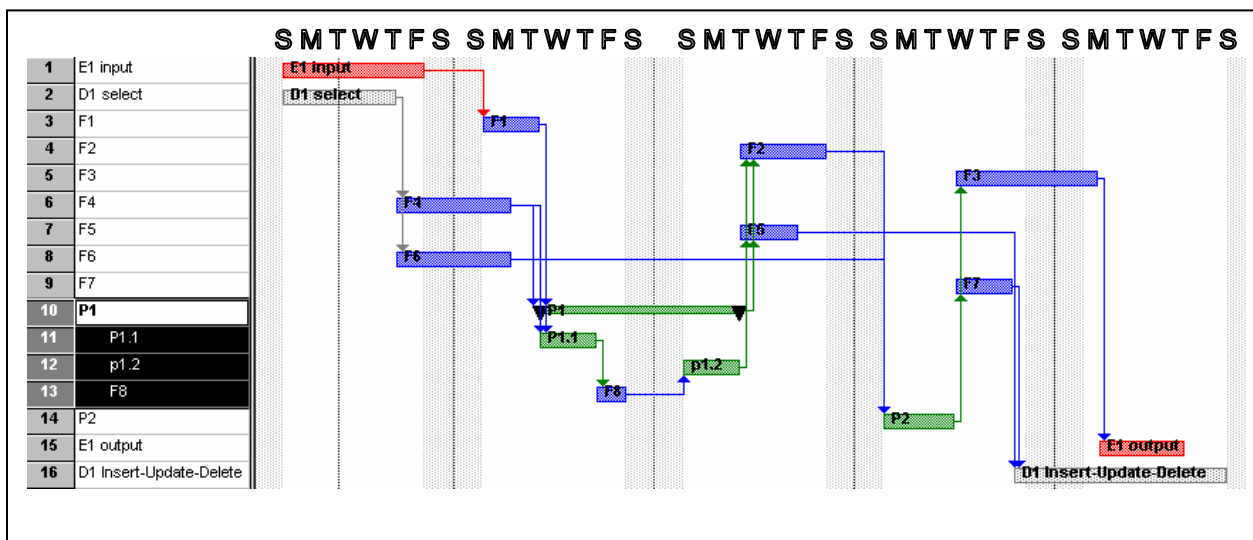 S M T W T F S S M T W T F S S M T W T F S S M T W T F S S M T W T F S
1 E1 input E1 input
2 D1 select D1 select
3 F1 F1
4 F2 F2
5 F3 F3
6 F4 F4
7 F5 F5
8 F6 F6
9 F7 F7
10 P1 P1
11 P1.1 P1.1
12 p1.2 p1.2
13 F8 F8
14 P2 P2
15 E1 output E1 output
16 D1 Insert-Update-Delete D1 Insert-Update-Delete